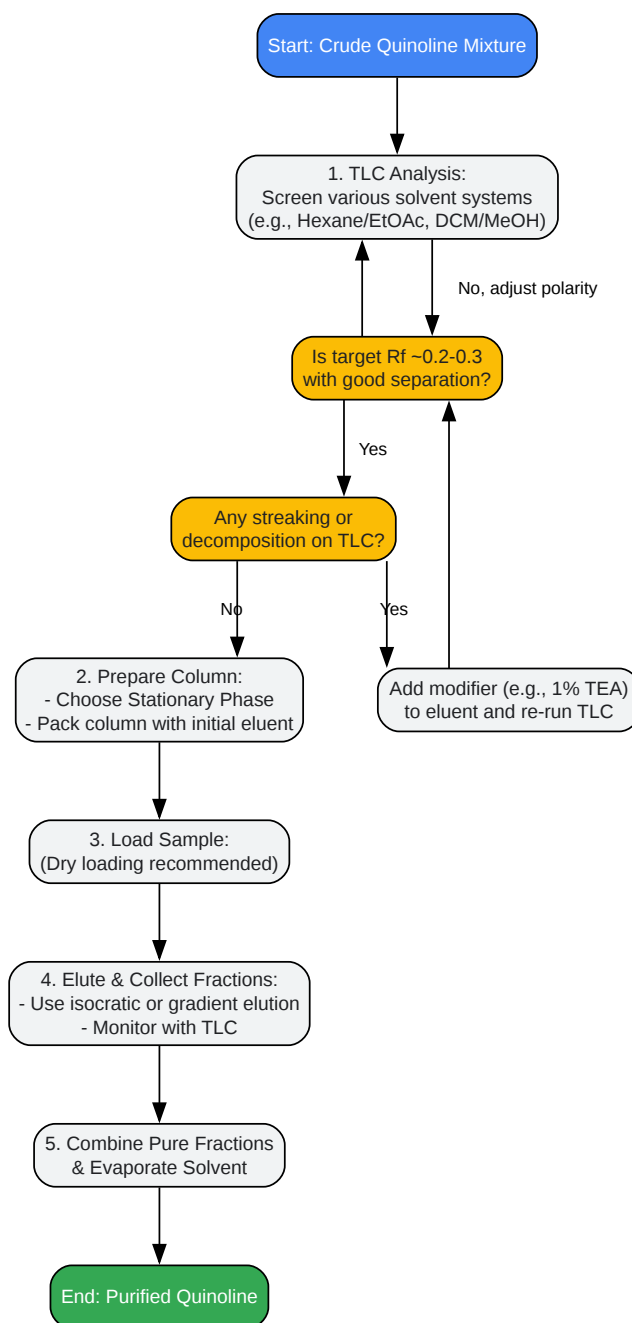 Start: Crude Quinoline Mixture
1. TLC Analysis:
Screen various solvent systems
(e.g., Hexane/EtOAc, DCM/MeOH)
No, adjust polarity
Is target Rf ~0.2-0.3
with good separation?
Yes
Any streaking or
decomposition on TLC?
No
Yes
2. Prepare Column:
- Choose Stationary Phase
- Pack column with initial eluent
Add modifier (e.g., 1% TEA)
to eluent and re-run TLC
3. Load Sample:
(Dry loading recommended)
4. Elute & Collect Fractions:
- Use isocratic or gradient elution
- Monitor with TLC
5. Combine Pure Fractions
& Evaporate Solvent
End: Purified Quinoline